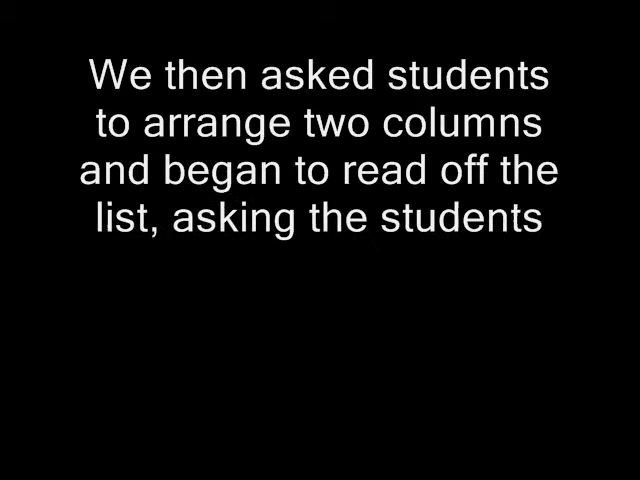 We then asked students
to arrange two columns
and began to read off the
list, asking the students